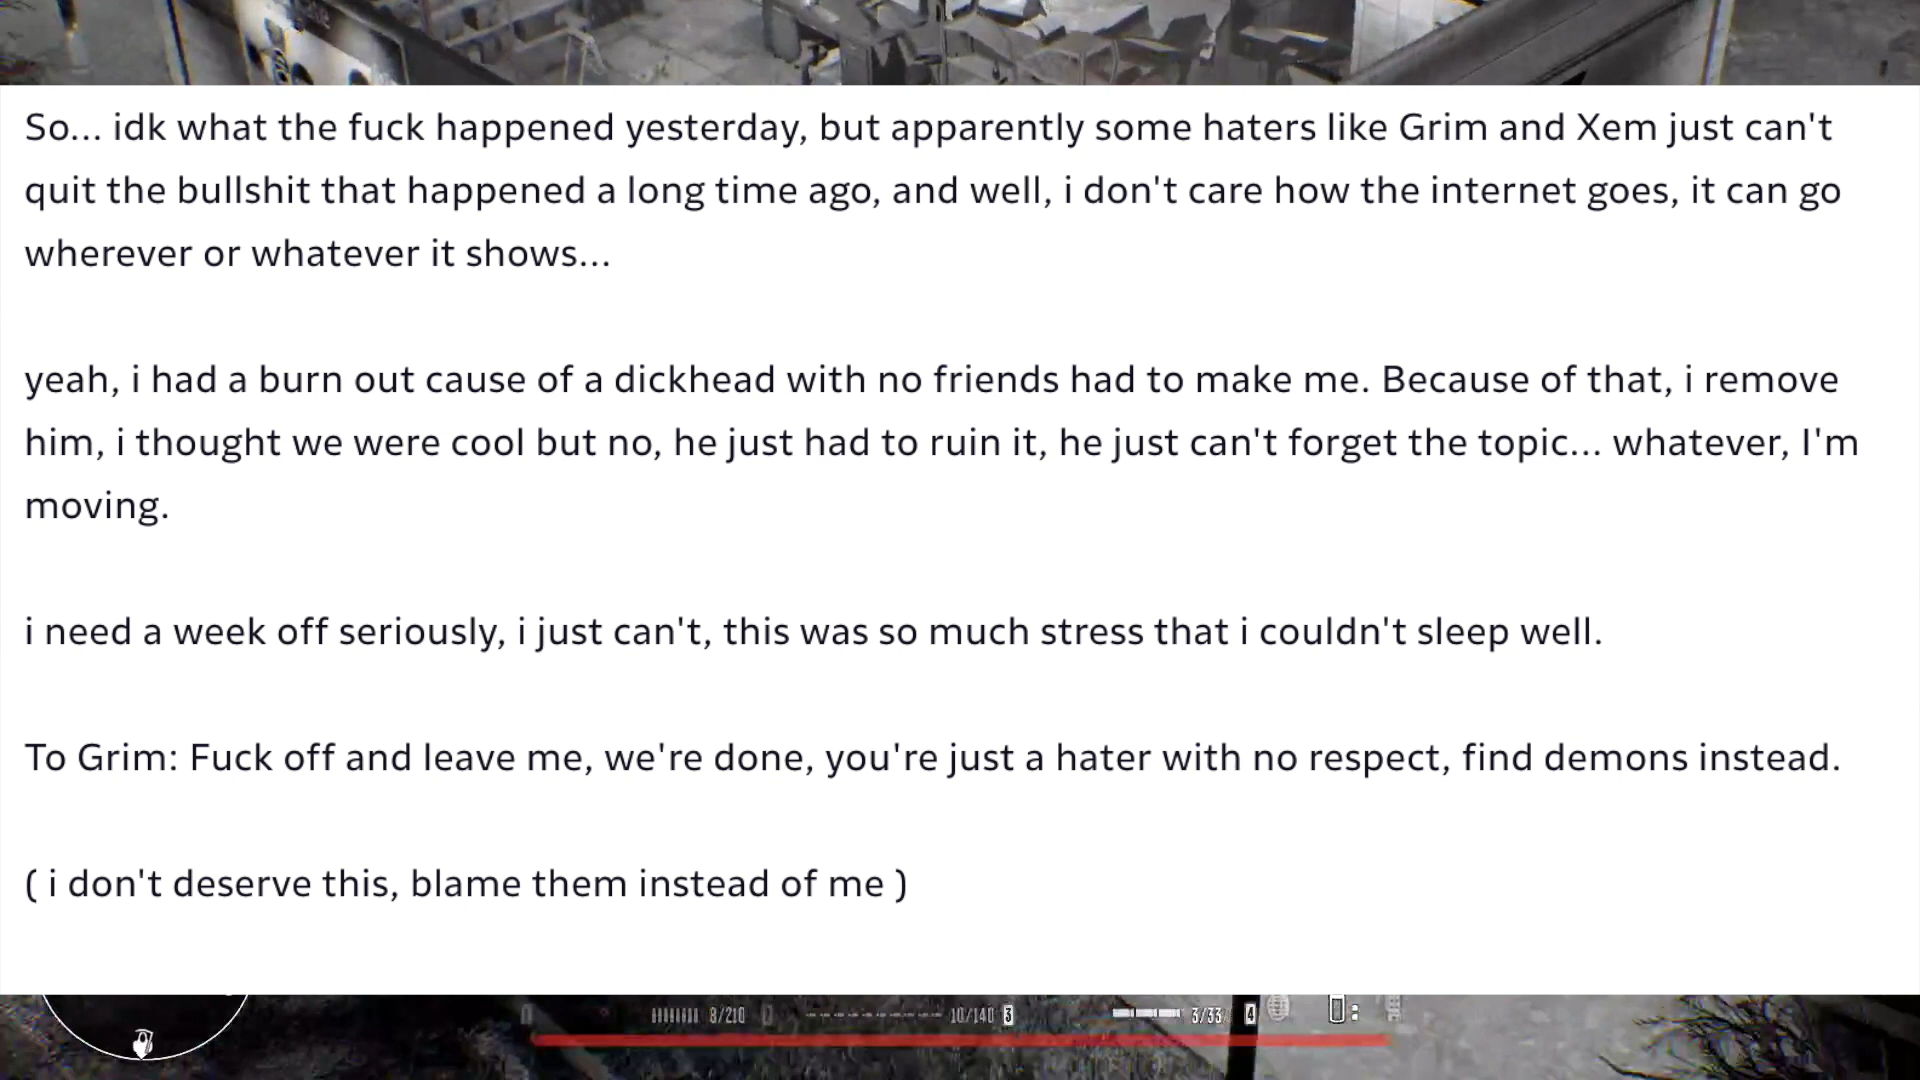 So... idk what the fuck happened yesterday, but apparently some haters like Grim and Xem just can't
quit the bullshit that happened a long time ago, and well, i don't care how the internet goes, it can go
wherever or whatever it shows...
yeah, i had a burn out cause of a dickhead with no friends had to make me. Because of that, i remove
him, i thought we were cool but no, he just had to ruin it, he just can't forget the topic... whatever, I'm
moving.
i need a week off seriously, i just can't, this was so much stress that i couldn't sleep well.
To Grim: Fuck off and leave me, we're done, you're just a hater with no respect, find demons instead.
( i don't deserve this, blame them instead of me )
8/210 10/140 3 3/33 4